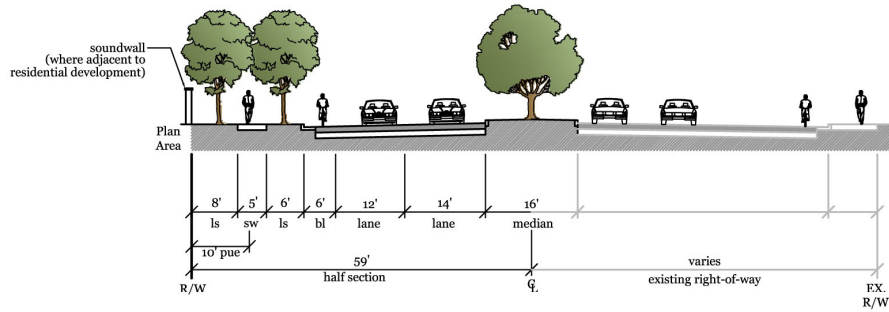 soundwall
(where adjacent to
residential development)
Plan
Area
8' 5' 6' 6' 12' 14' 16'
ls sw ls bl lane lane median
10' pue
59' varies
half section existing right-of-way
R/W ℄ EX.
R/W